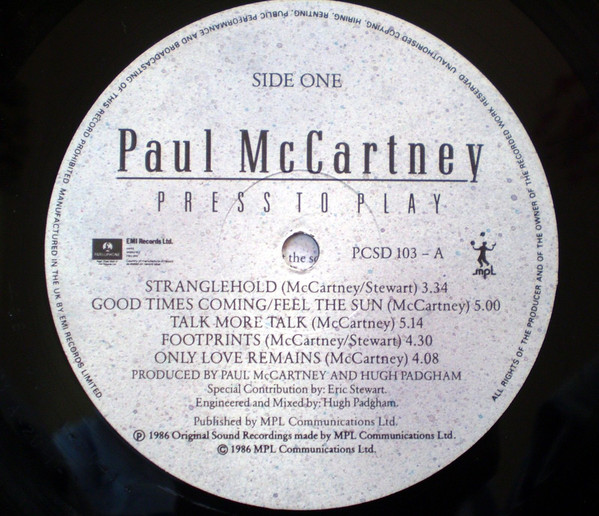 ALL RIGHTS OF THE PRODUCER AND OF THE OWNER OF THE RECORDED WORK RESERVED. UNAUTHORISED COPYING, HIRING, RENTING, PUBLIC PERFORMANCE AND BROADCASTING OF THIS RECORD PROHIBITED. MANUFACTURED IN THE UK BY EMI RECORDS LIMITED.
SIDE ONE
Paul McCartney
PRESS TO PLAY
PARLOPHONE
EMI Records Ltd.
the so
PCSD 103 – A
MPL
STRANGLEHOLD (McCartney/Stewart) 3.34
GOOD TIMES COMING/FEEL THE SUN (McCartney) 5.00
TALK MORE TALK (McCartney) 5.14
FOOTPRINTS (McCartney/Stewart) 4.30
ONLY LOVE REMAINS (McCartney) 4.08
PRODUCED BY PAUL McCARTNEY AND HUGH PADGHAM
Special Contribution by: Eric Stewart.
Engineered and Mixed by: Hugh Padgham.
Published by MPL Communications Ltd.
℗ 1986 Original Sound Recordings made by MPL Communications Ltd.
© 1986 MPL Communications Ltd.